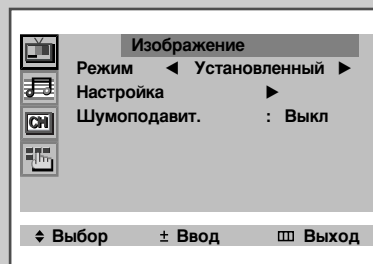 Изображение
Режим ◀ Установленный ▶
Настройка ▶
CH
Шумоподавит. : Выкл
Выбор ± Ввод Выход